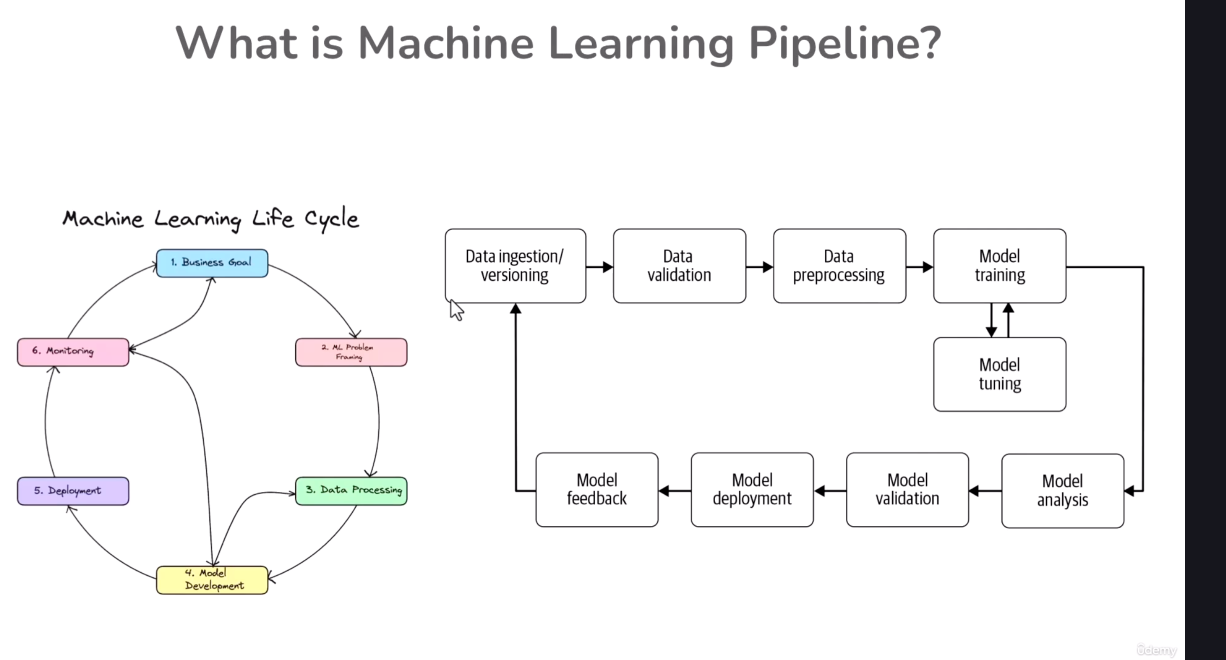 What is Machine Learning Pipeline?
Machine Learning Life Cycle
1. Business Goal
2. ML Problem
Framing
3. Data Processing
4. Model
Development
5. Deployment
6. Monitoring
Data ingestion/
versioning
Data
validation
Data
preprocessing
Model
training
Model
tuning
Model
analysis
Model
validation
Model
deployment
Model
feedback
ûdemy